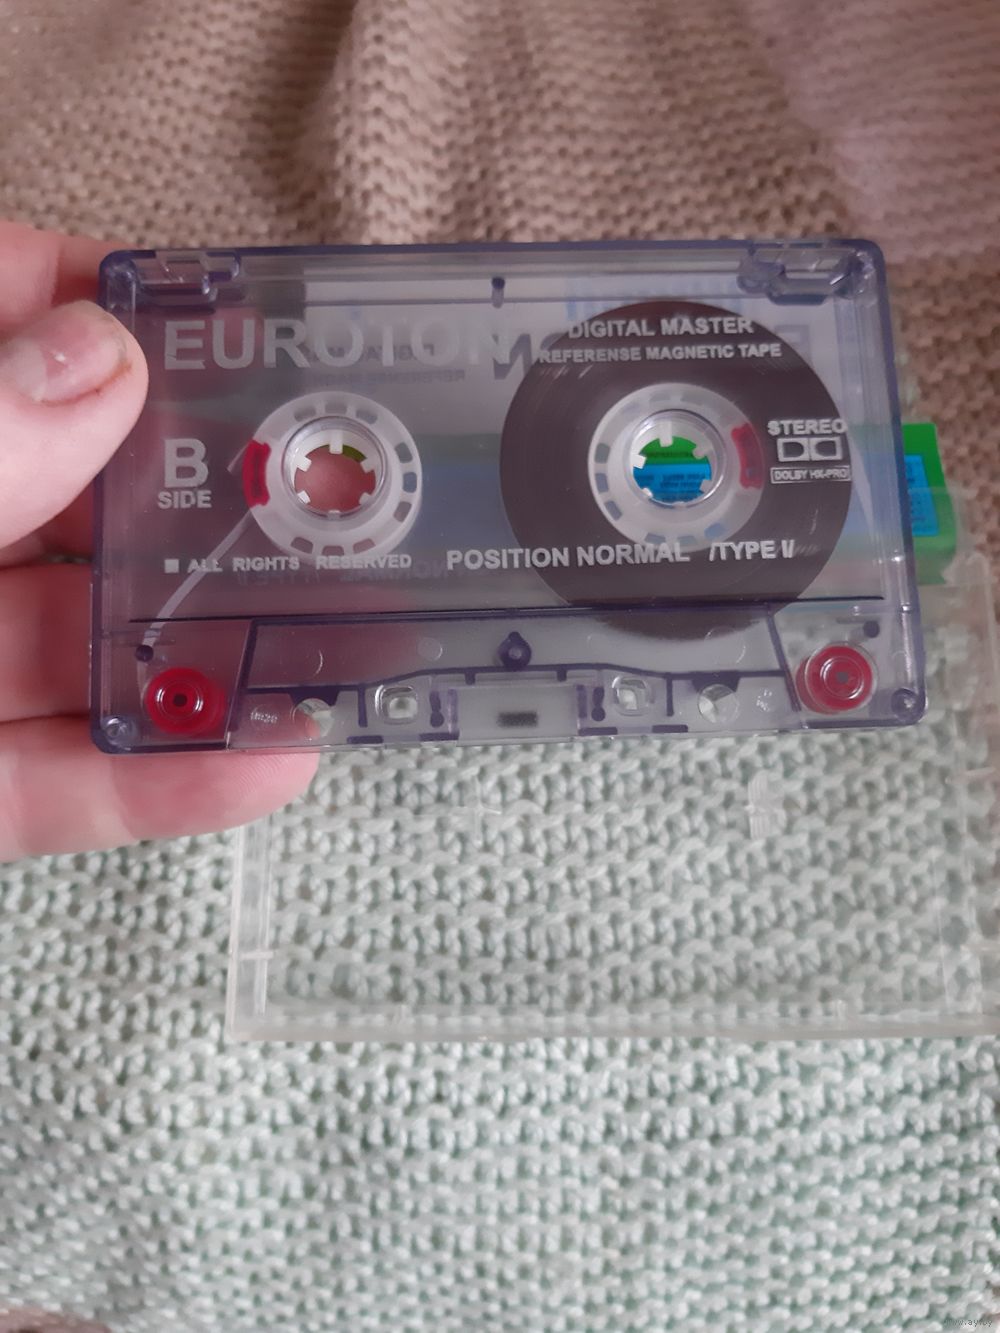 EUROTON
DIGITAL MASTER
REFERENSE MAGNETIC TAPE
B
SIDE
STEREO
DOLBY HX-PRO
ALL RIGHTS RESERVED
POSITION NORMAL /TYPE I/